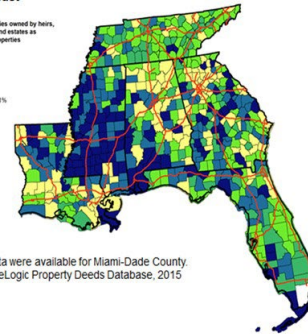 ies owned by heirs,
nd estates as
perties
%
ta were available for Miami-Dade County.
eLogic Property Deeds Database, 2015